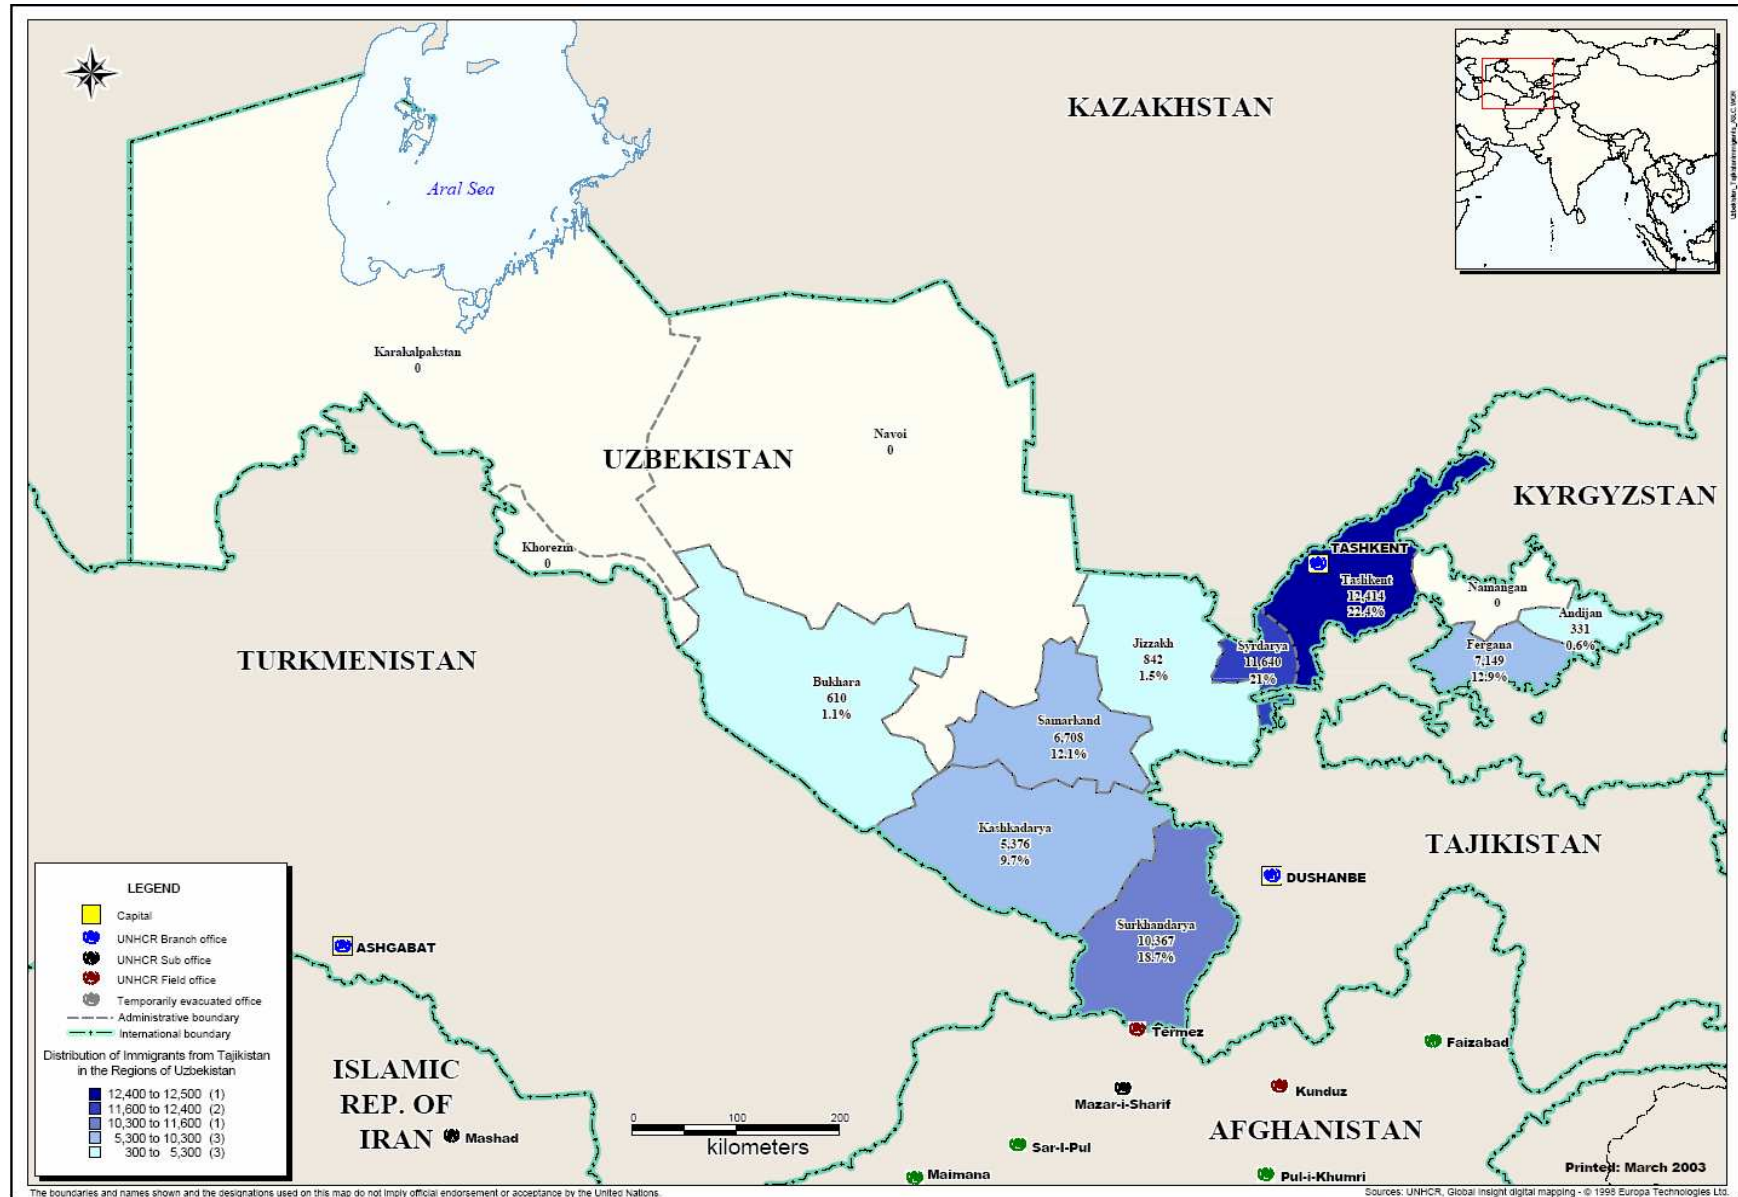 KAZAKHSTAN
Aral Sea
Karakalpakstan
0
Navoi
0
UZBEKISTAN
KYRGYZSTAN
Khorezm
0
TASHKENT
Tashkent
12,414
22.4%
Namangan
0
Andijan
331
0.6%
Fergana
7,149
12.9%
Syrdarya
11,640
21%
Jizzakh
842
1.5%
TURKMENISTAN
Bukhara
610
1.1%
Samarkand
6,708
12.1%
Kashkadarya
5,376
9.7%
TAJIKISTAN
DUSHANBE
Surkhandarya
10,367
18.7%
ASHGABAT
Termez
Faizabad
Kunduz
Mazar-i-Sharif
AFGHANISTAN
Sar-I-Pul
Maimana
Pul-i-Khumri
ISLAMIC
REP. OF
IRAN
Mashad
0 100 200
kilometers
LEGEND
Capital
UNHCR Branch office
UNHCR Sub office
UNHCR Field office
Temporarily evacuated office
Administrative boundary
International boundary
Distribution of Immigrants from Tajikistan
in the Regions of Uzbekistan
12,400 to 12,500 (1)
11,600 to 12,400 (2)
10,300 to 11,600 (1)
5,300 to 10,300 (3)
300 to 5,300 (3)
Printed: March 2003
The boundaries and names shown and the designations used on this map do not imply official endorsement or acceptance by the United Nations.
Sources: UNHCR, Global Insight digital mapping - © 1998 Europa Technologies Ltd.